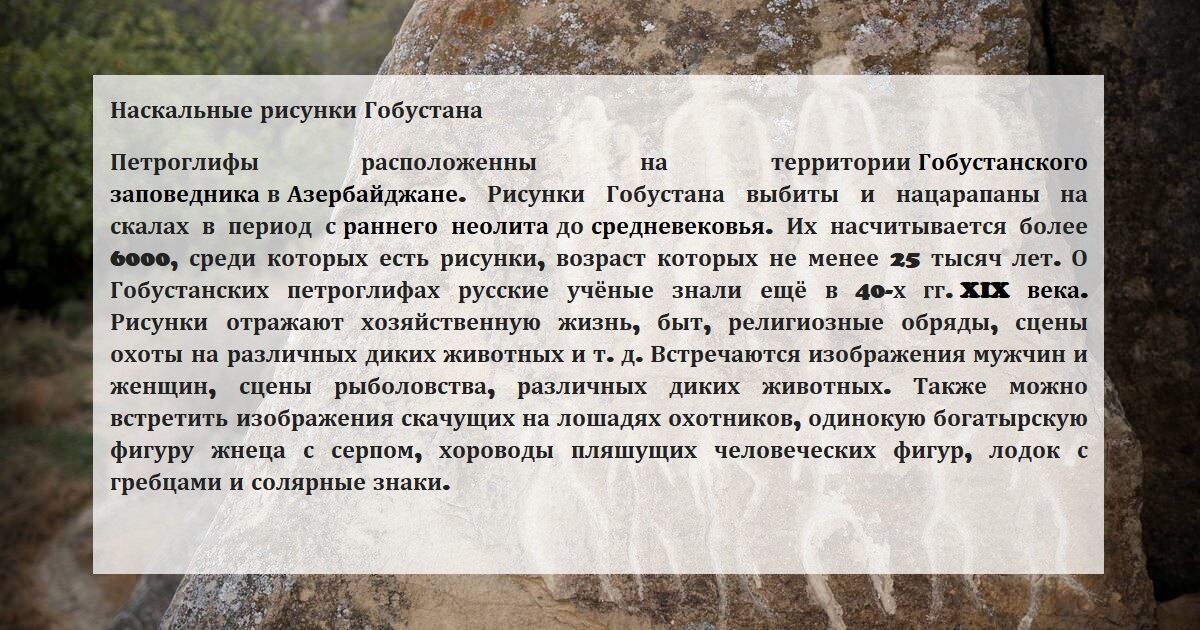 Наскальные рисунки Гобустана
Петроглифы расположенны на территории Гобустанского
заповедника в Азербайджане. Рисунки Гобустана выбиты и нацарапаны на
скалах в период с раннего неолита до средневековья. Их насчитывается более
6000, среди которых есть рисунки, возраст которых не менее 25 тысяч лет. О
Гобустанских петроглифах русские учёные знали ещё в 40-х гг. XIX века.
Рисунки отражают хозяйственную жизнь, быт, религиозные обряды, сцены
охоты на различных диких животных и т. д. Встречаются изображения мужчин и
женщин, сцены рыболовства, различных диких животных. Также можно
встретить изображения скачущих на лошадях охотников, одинокую богатырскую
фигуру жнеца с серпом, хороводы пляшущих человеческих фигур, лодок с
гребцами и солярные знаки.